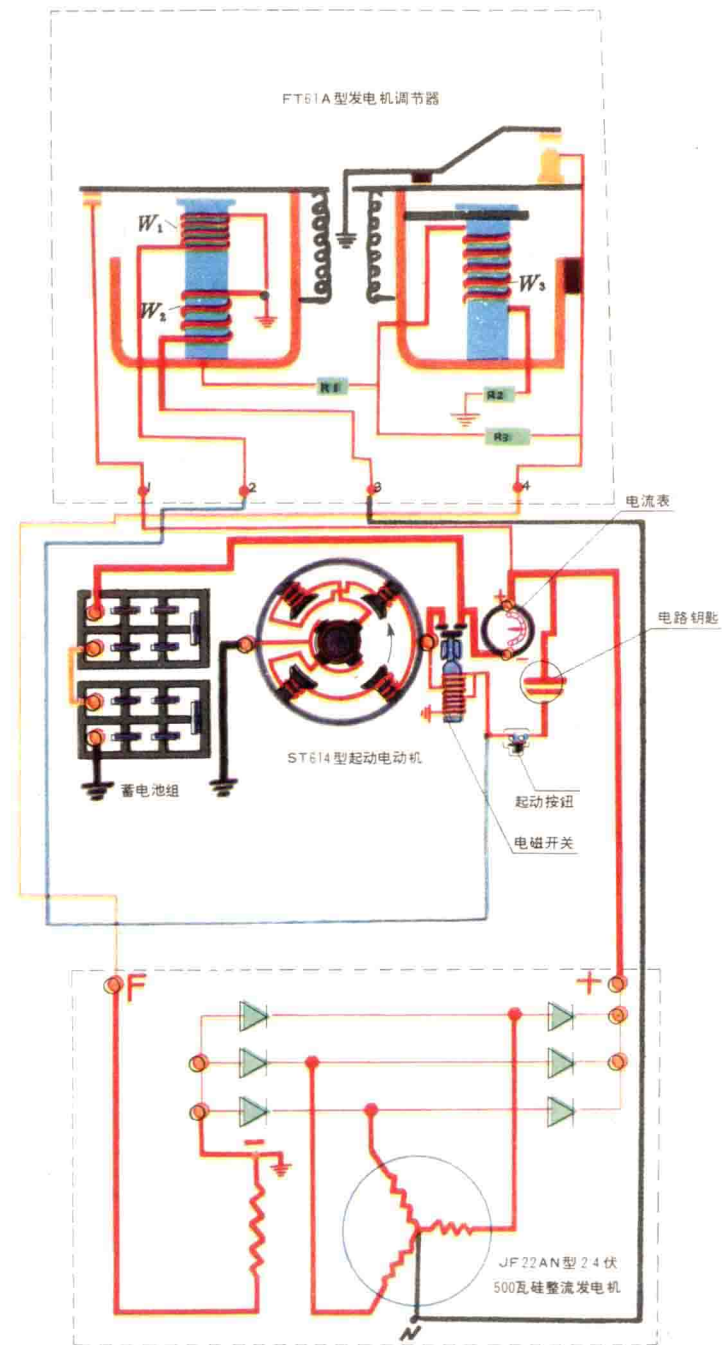 FT61A型发电机调节器
W₁
W₂
W₃
R1
R2
R3
1
2
3
4
电流表
+
-
电路钥匙
ST614型起动电动机
蓄电池组
起动按钮
电磁开关
F
+
-
JF22AN型24伏
500瓦硅整流发电机
N